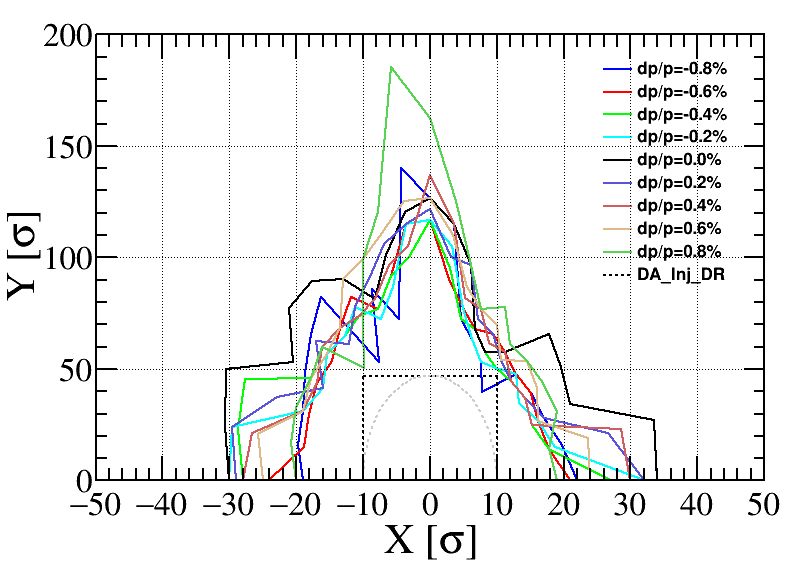 200
150
100
50
0
Y [σ]
dp/p=-0.8%
dp/p=-0.6%
dp/p=-0.4%
dp/p=-0.2%
dp/p=0.0%
dp/p=0.2%
dp/p=0.4%
dp/p=0.6%
dp/p=0.8%
DA_Inj_DR
−50 −40 −30 −20 −10 0 10 20 30 40 50
X [σ]